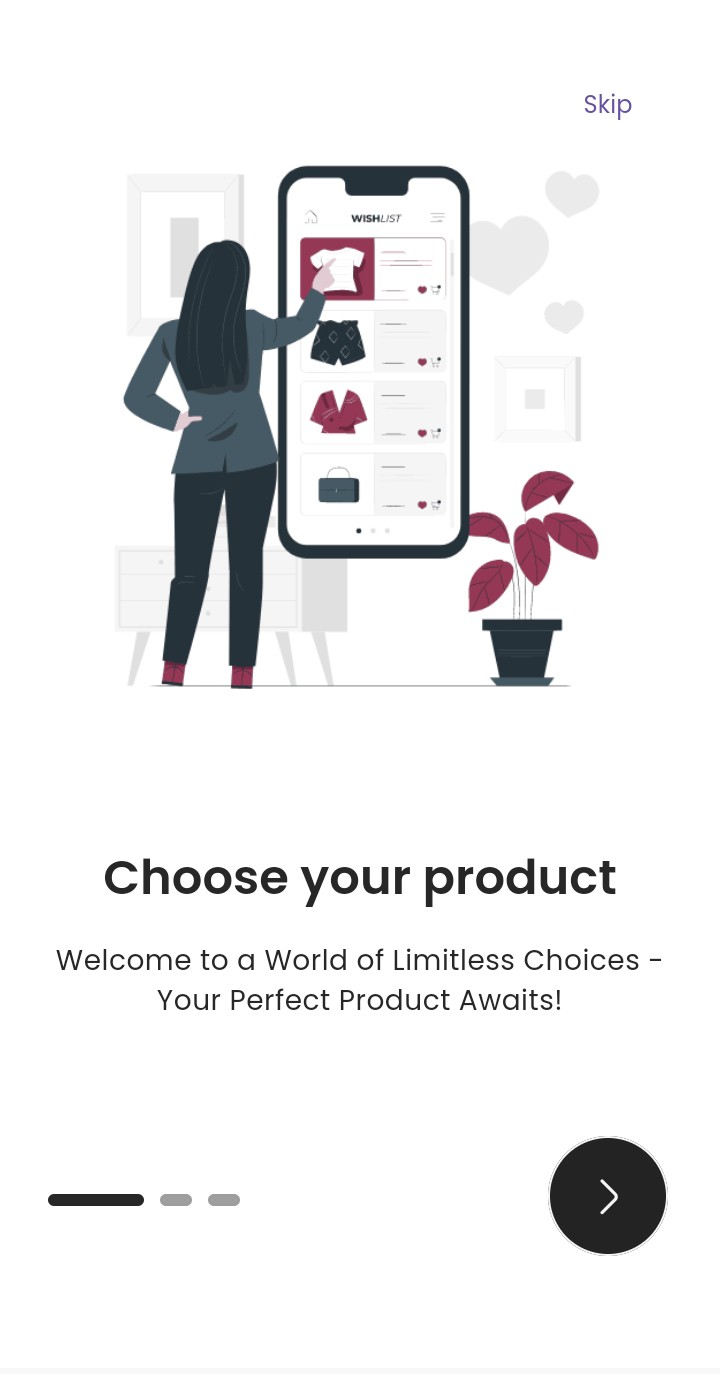 Skip
WISHLIST
Choose your product
Welcome to a World of Limitless Choices -
Your Perfect Product Awaits!